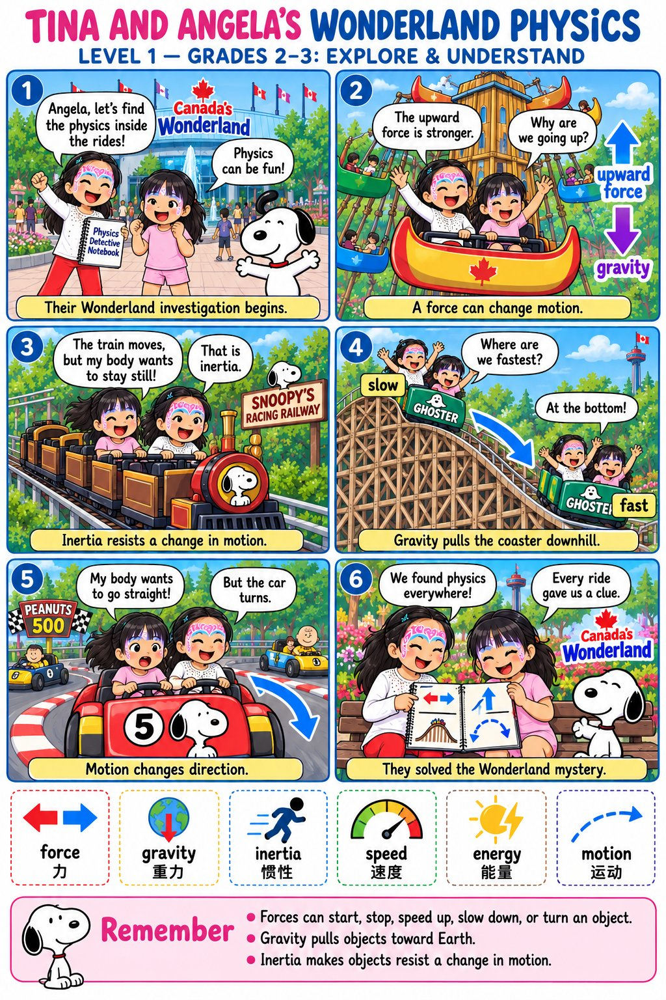 TINA AND ANGELA'S WONDERLAND PHYSICS
LEVEL 1 — GRADES 2–3: EXPLORE & UNDERSTAND
1
Angela, let's find
the physics inside
the rides!
Canada's
Wonderland
Physics
can be fun!
Physics
Detective
Notebook
Their Wonderland investigation begins.
2
The upward
force is stronger.
Why are
we going up?
upward
force
gravity
A force can change motion.
3
The train moves,
but my body wants
to stay still!
That is
inertia.
SNOOPY'S
RACING RAILWAY
Inertia resists a change in motion.
4
Where are
we fastest?
slow
GHOSTER
At the bottom!
GHOSTER
fast
Gravity pulls the coaster downhill.
5
My body wants
to go straight!
But the car
turns.
PEANUTS
500
5
Motion changes direction.
6
We found physics
everywhere!
Every ride
gave us a clue.
Canada's
Wonderland
They solved the Wonderland mystery.
force
力
gravity
重力
inertia
惯性
speed
速度
energy
能量
motion
运动
Remember
• Forces can start, stop, speed up, slow down, or turn an object.
• Gravity pulls objects toward Earth.
• Inertia makes objects resist a change in motion.